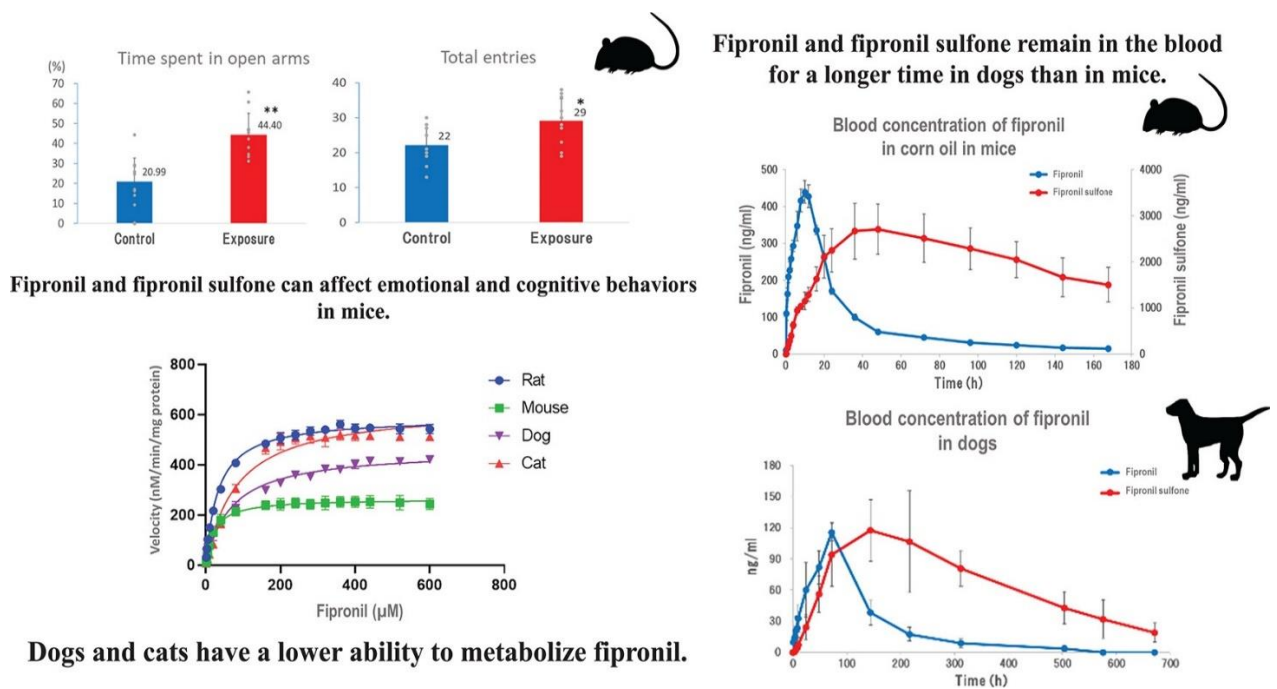 Time spent in open arms
(%)
70
60
50
40
30
20
10
0
20.99
**
44.40
Control
Exposure
Total entries
40
30
20
10
0
22
*
29
Control
Exposure
Fipronil and fipronil sulfone can affect emotional and cognitive behaviors
in mice.
800
600
400
200
0
Velocity (nM/min/mg protein)
0
200
400
600
800
Fipronil (µM)
Rat
Mouse
Dog
Cat
Dogs and cats have a lower ability to metabolize fipronil.
Fipronil and fipronil sulfone remain in the blood
for a longer time in dogs than in mice.
Blood concentration of fipronil
in corn oil in mice
500
400
300
200
100
0
Fipronil (ng/ml)
Fipronil
Fipronil sulfone
4000
3000
2000
1000
0
Fipronil sulfone (ng/ml)
0
20
40
60
80
100
120
140
160
180
Time (h)
Blood concentration of fipronil
in dogs
180
150
120
90
60
30
0
ng/ml
Fipronil
Fipronil sulfone
0
100
200
300
400
500
600
700
Time (h)